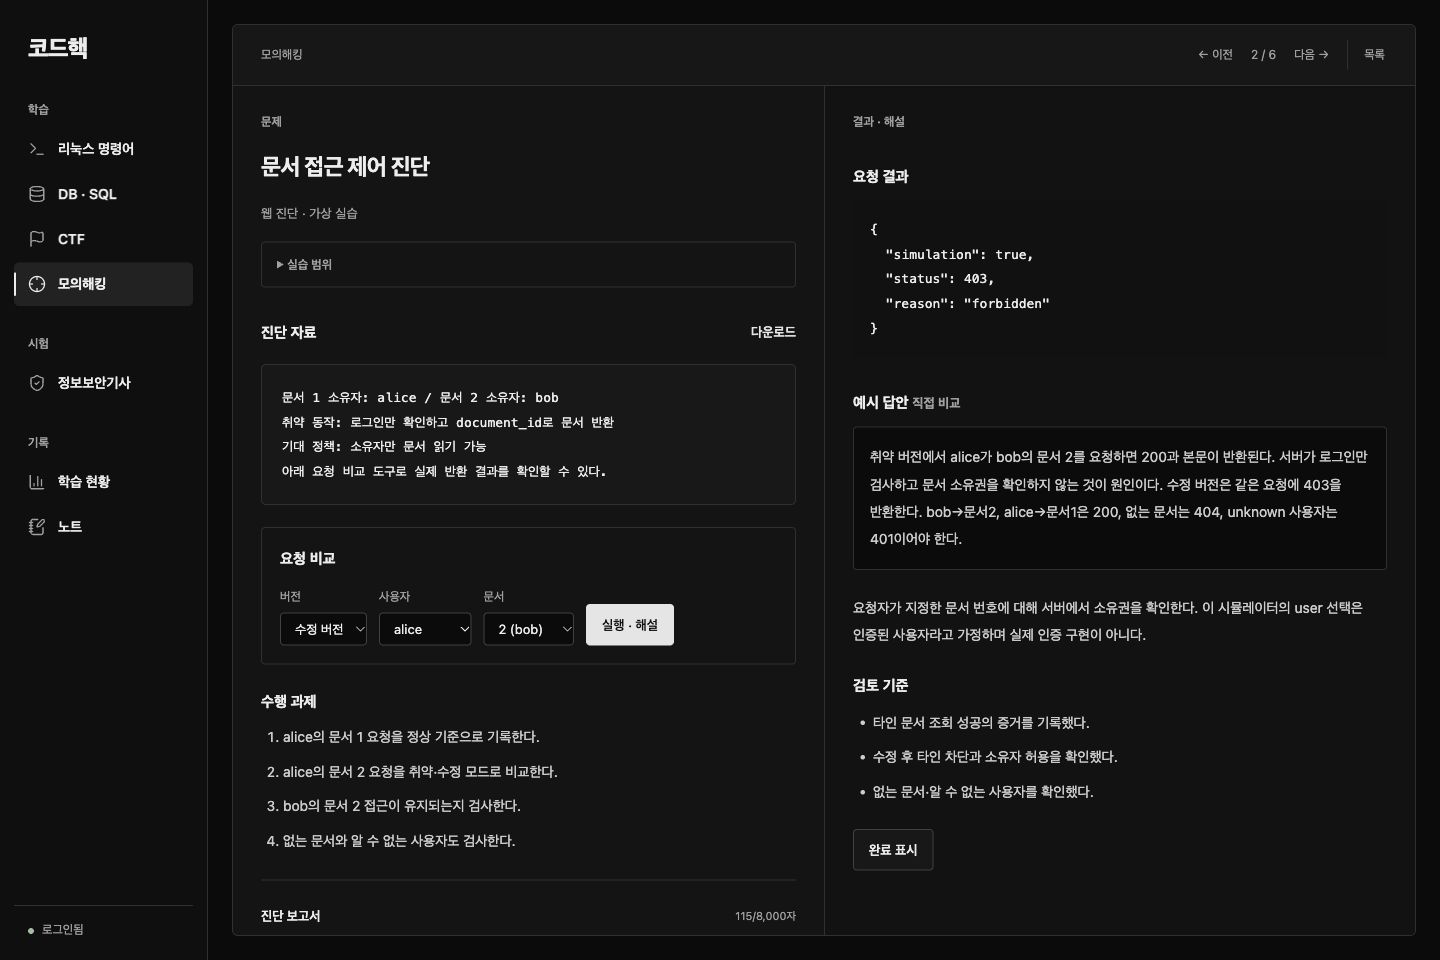 코드핵
학습
리눅스 명령어
DB · SQL
CTF
모의해킹
시험
정보보안기사
기록
학습 현황
노트
로그인됨
모의해킹
← 이전 2 / 6 다음 → 목록
문제
문서 접근 제어 진단
웹 진단 · 가상 실습
▶ 실습 범위
진단 자료 다운로드
문서 1 소유자: alice / 문서 2 소유자: bob
취약 동작: 로그인만 확인하고 document_id로 문서 반환
기대 정책: 소유자만 문서 읽기 가능
아래 요청 비교 도구로 실제 반환 결과를 확인할 수 있다.
요청 비교
버전 사용자 문서
수정 버전 alice 2 (bob) 실행 · 해설
수행 과제
1. alice의 문서 1 요청을 정상 기준으로 기록한다.
2. alice의 문서 2 요청을 취약·수정 모드로 비교한다.
3. bob의 문서 2 접근이 유지되는지 검사한다.
4. 없는 문서와 알 수 없는 사용자도 검사한다.
진단 보고서 115/8,000자
결과 · 해설
요청 결과
{
"simulation": true,
"status": 403,
"reason": "forbidden"
}
예시 답안 직접 비교
취약 버전에서 alice가 bob의 문서 2를 요청하면 200과 본문이 반환된다. 서버가 로그인만
검사하고 문서 소유권을 확인하지 않는 것이 원인이다. 수정 버전은 같은 요청에 403을
반환한다. bob→문서2, alice→문서1은 200, 없는 문서는 404, unknown 사용자는
401이어야 한다.
요청자가 지정한 문서 번호에 대해 서버에서 소유권을 확인한다. 이 시뮬레이터의 user 선택은
인증된 사용자라고 가정하며 실제 인증 구현이 아니다.
검토 기준
• 타인 문서 조회 성공의 증거를 기록했다.
• 수정 후 타인 차단과 소유자 허용을 확인했다.
• 없는 문서·알 수 없는 사용자를 확인했다.
완료 표시